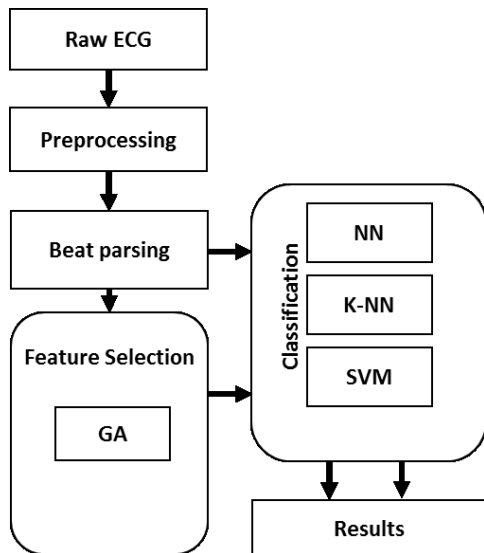 Raw ECG
Preprocessing
Beat parsing
Feature Selection
GA
Classification
NN
K-NN
SVM
Results